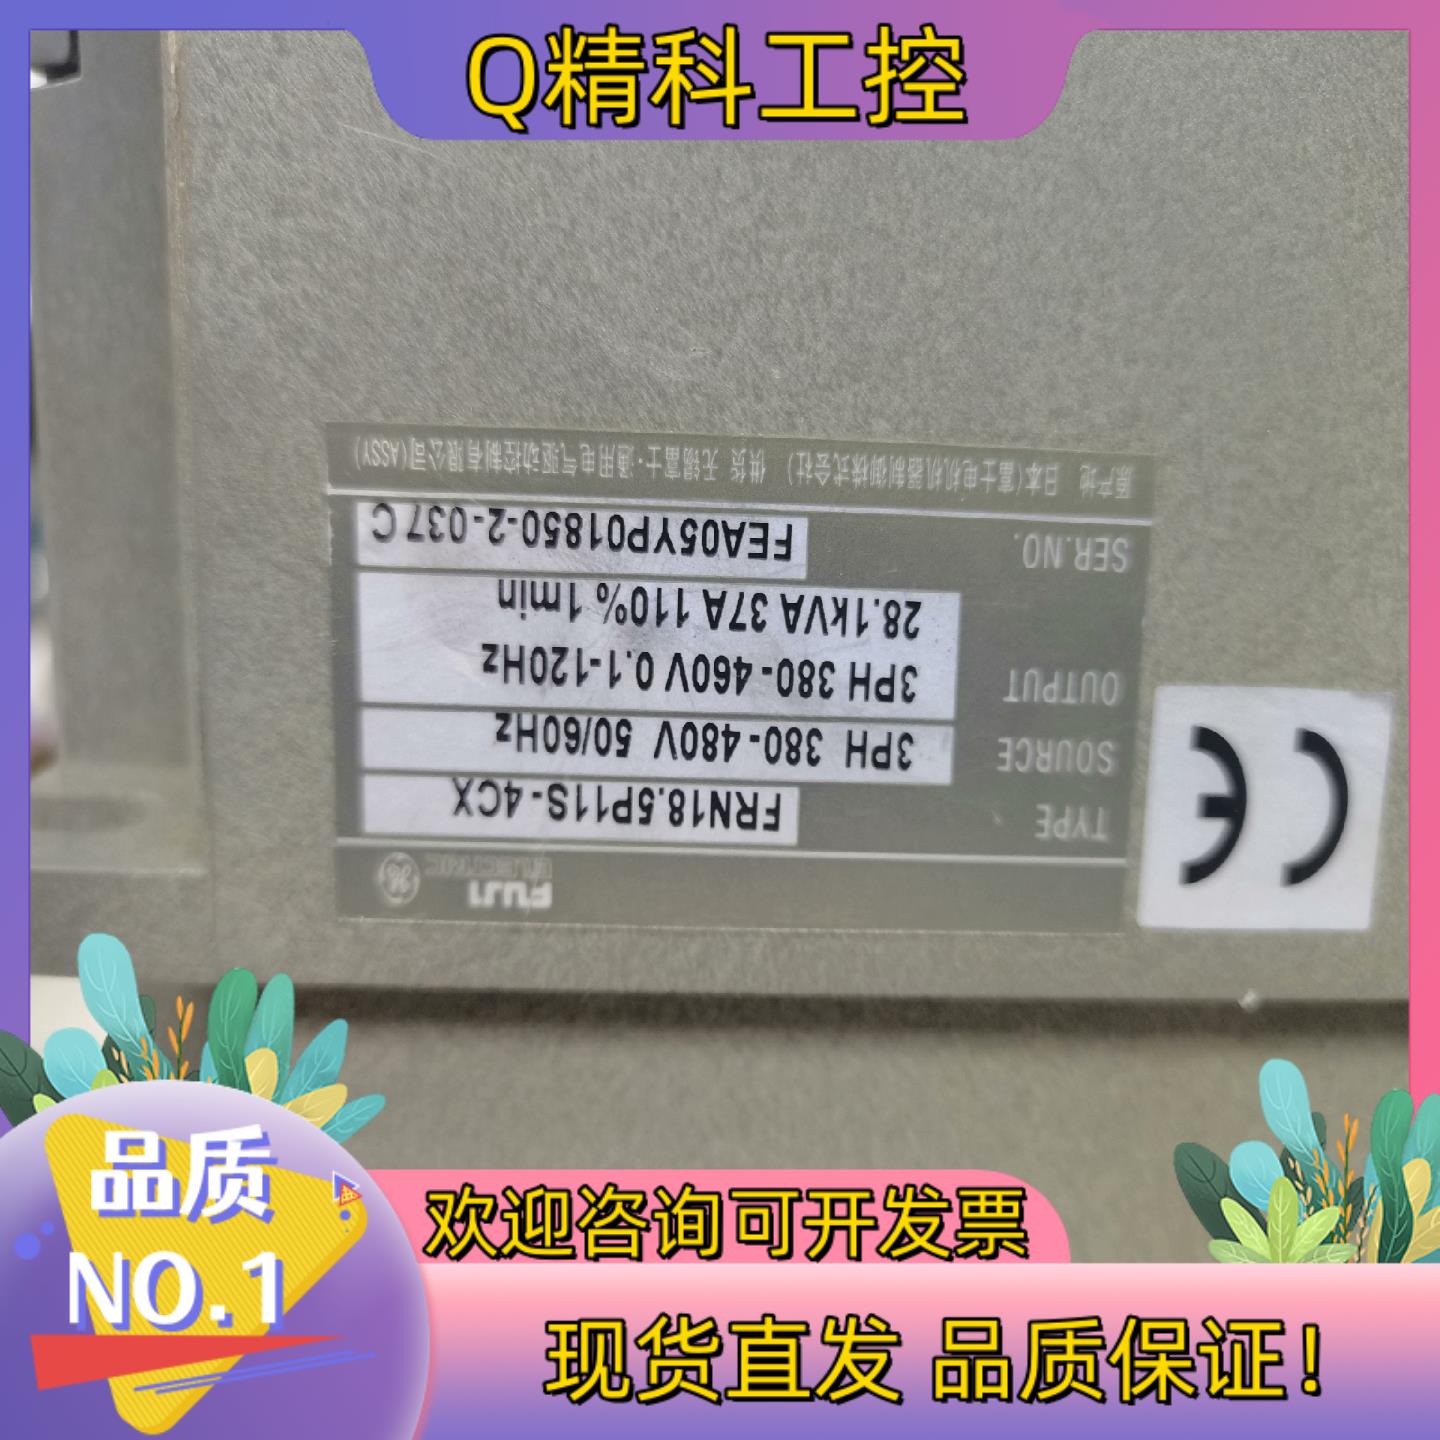 Q精科工控
FUJI
ELECTRIC
TYPE FRN18.5P11S-4CX
SOURCE 3PH 380-480V 50/60Hz
OUTPUT 3PH 380-460V 0.1-120Hz
28.1kVA 37A 110% 1min
SER.NO. FEA05YP01850-2-037C
原产地 日本(富士电机机器制御株式会社) 供货 无锡富士·通用电气驱动控制有限公司(ASSY)
CE
品质
NO.1
欢迎咨询可开发票
现货直发 品质保证!